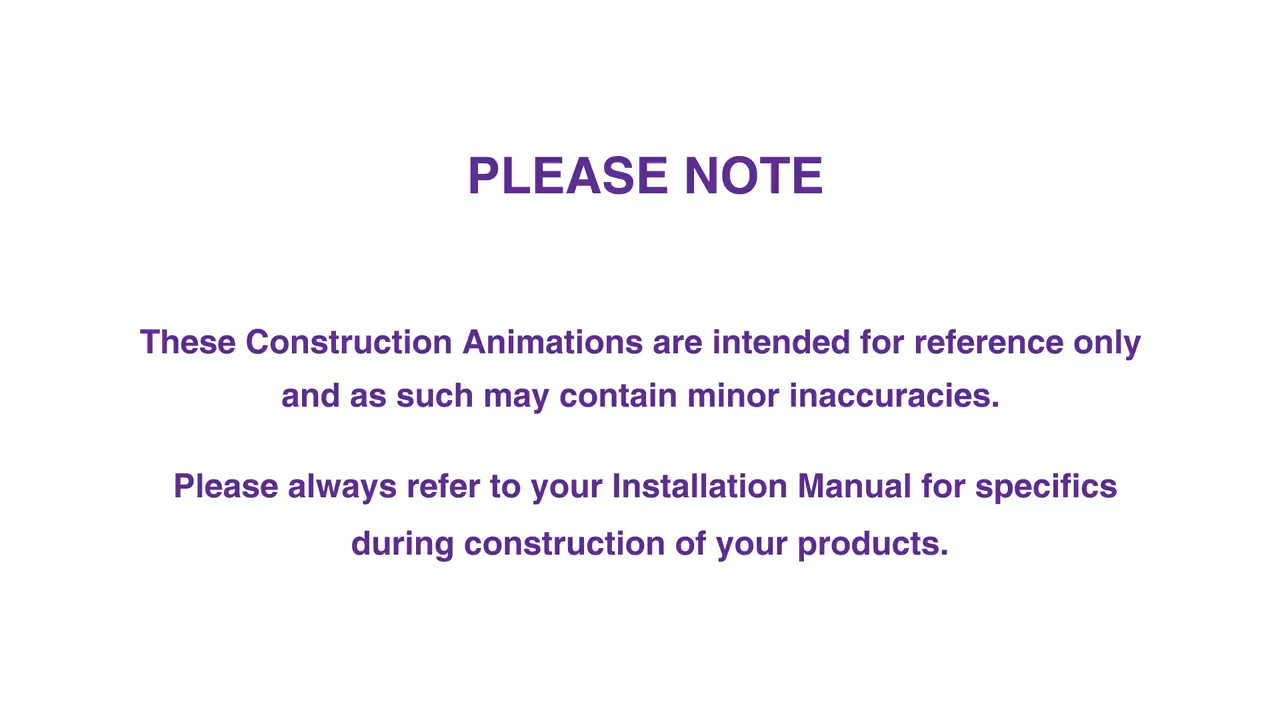 PLEASE NOTE
These Construction Animations are intended for reference only
and as such may contain minor inaccuracies.
Please always refer to your Installation Manual for specifics
during construction of your products.